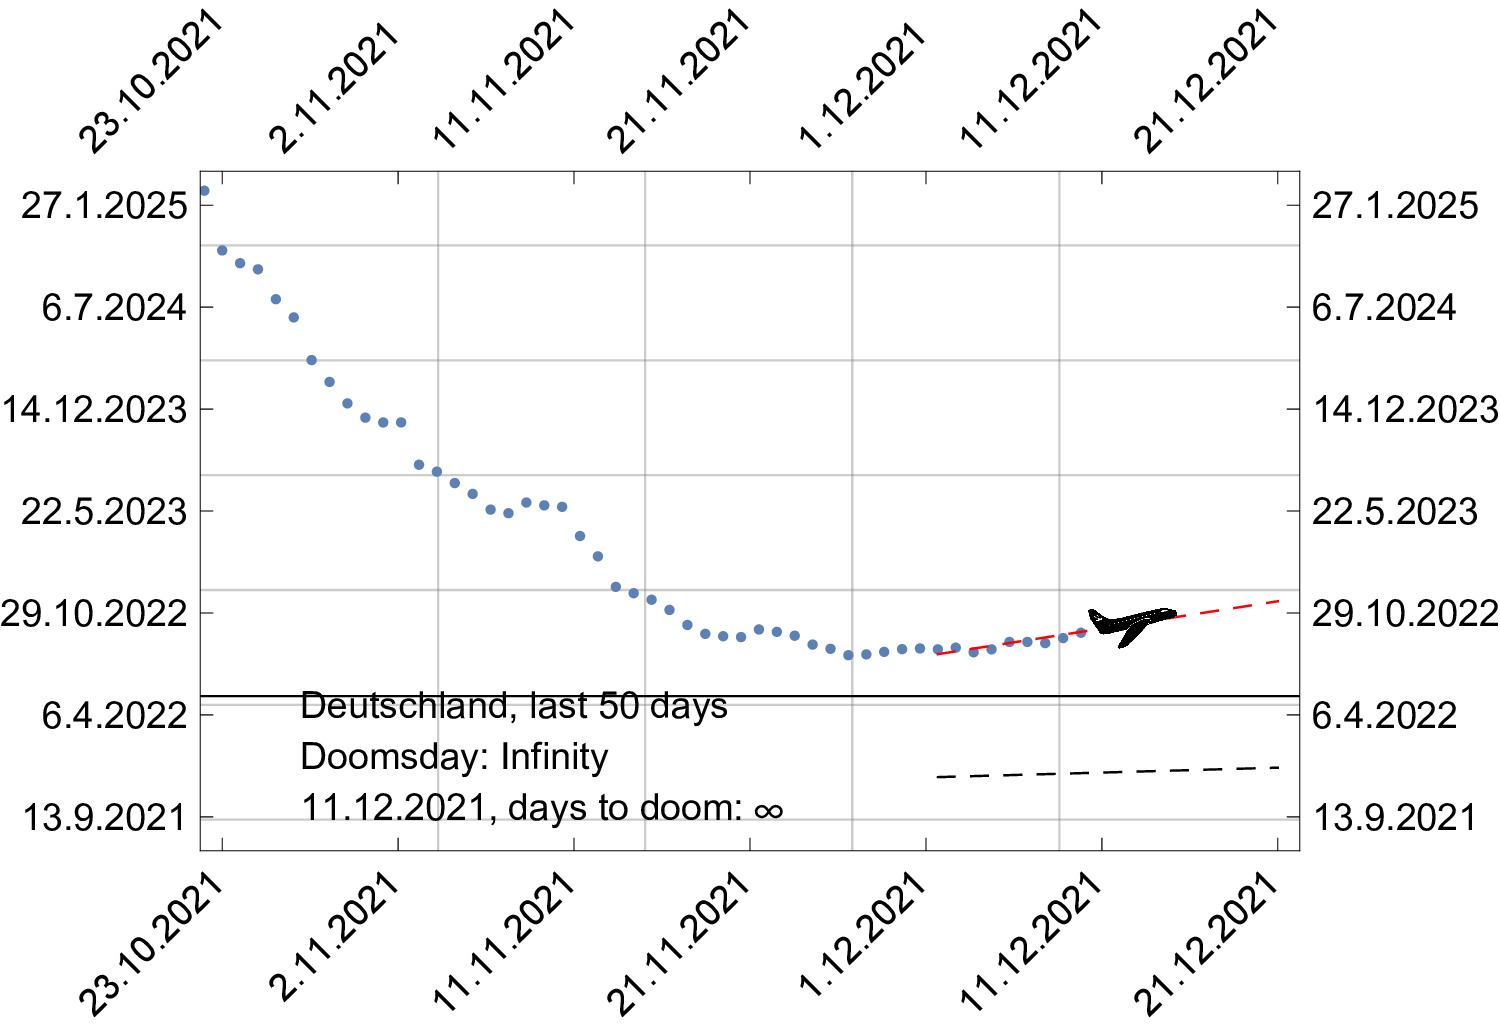 23.10.2021 2.11.2021 11.11.2021 21.11.2021 1.12.2021 11.12.2021 21.12.2021
27.1.2025 27.1.2025
6.7.2024 6.7.2024
14.12.2023 14.12.2023
22.5.2023 22.5.2023
29.10.2022 29.10.2022
Deutschland, last 50 days
6.4.2022 6.4.2022
Doomsday: Infinity
11.12.2021, days to doom: ∞
13.9.2021 13.9.2021
23.10.2021 2.11.2021 11.11.2021 21.11.2021 1.12.2021 11.12.2021 21.12.2021